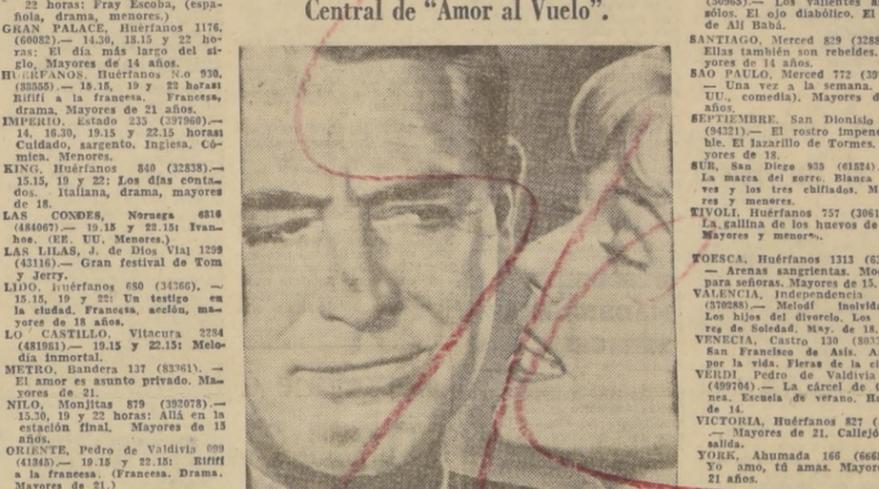 22 horas: Fray Escoba, (espa-
ñola, drama, menores.)
GRAN PALACE, Huérfanos 1176,
(60082).— 14.30, 18.15 y 22 ho-
ras: El día más largo del si-
glo, Mayores de 14 años.
HUERFANOS, Huérfanos N.o 930,
(33555).— 15.15, 19 y 22 horas:
Rififí a la francesa. Francesa,
drama, Mayores de 21 años.
IMPERIO, Estado 235 (397960).—
14, 16.30, 19.15 y 22.15 horas:
Cuidado, sargento. Inglesa. Có-
mica. Menores.
KING, Huérfanos 840 (32838).—
15.15, 19 y 22: Los días conta-
dos. Italiana, drama, mayores
de 18.
LAS CONDES, Noruega 6816
(484067).— 19.15 y 22.15: Ivan-
hoe. (EE. UU. Menores.)
LAS LILAS, J. de Dios Vial 1299
(43116).— Gran festival de Tom
y Jerry.
LIDO, Huérfanos 680 (34366).—
15.15, 19 y 22: Un testigo en
la ciudad. Francesa, acción, ma-
yores de 18 años.
LO CASTILLO, Vitacura 2284
(481981).— 19.15 y 22.15: Melo-
día inmortal.
METRO, Bandera 137 (83361).—
El amor es asunto privado. Ma-
yores de 21.
NILO, Monjitas 879 (392078).—
15.30, 19 y 22 horas: Allá en la
estación final. Mayores de 15
años.
ORIENTE, Pedro de Valdivia 099
(41345).— 19.15 y 22.15: Rififí
a la francesa. (Francesa. Drama.
Mayores de 21.)
Central de “Amor al Vuelo”.
sólos. El ojo diabólico. El
de Alí Babá.
SANTIAGO, Merced 829 (3288
Ellas también son rebeldes.
yores de 14 años.
SAO PAULO, Merced 772 (39
— Una vez a la semana.
UU., comedia). Mayores d
años.
SEPTIEMBRE, San Dionisio
(94321).— El rostro impene
ble. El lazarillo de Tormes.
yores de 18.
SUR, San Diego 935 (61524).
La marca del zorro. Blanca
ves y los tres chiflados. M
res y menores.
TIVOLI, Huérfanos 757 (3061
La gallina de los huevos de
Mayores y menores.
TOESCA, Huérfanos 1313 (6
— Arenas sangrientas. Mo
para señoras. Mayores de 15.
VALENCIA, Independencia
(370288).— Melodí inolvid
Los hijos del divorcio. Los
res de Soledad. May. de 18.
VENECIA, Castro 130 (803
San Francisco de Asís. A
por la vida. Fieras de la ci
VERDI, Pedro de Valdivia
(499704).— La cárcel de
nea. Escuela de verano.
de 14.
VICTORIA, Huérfanos 827
.— Mayores de 21. Callejó
salida.
YORK, Ahumada 166 (666
Yo amo, tú amas. Mayor
21 años.